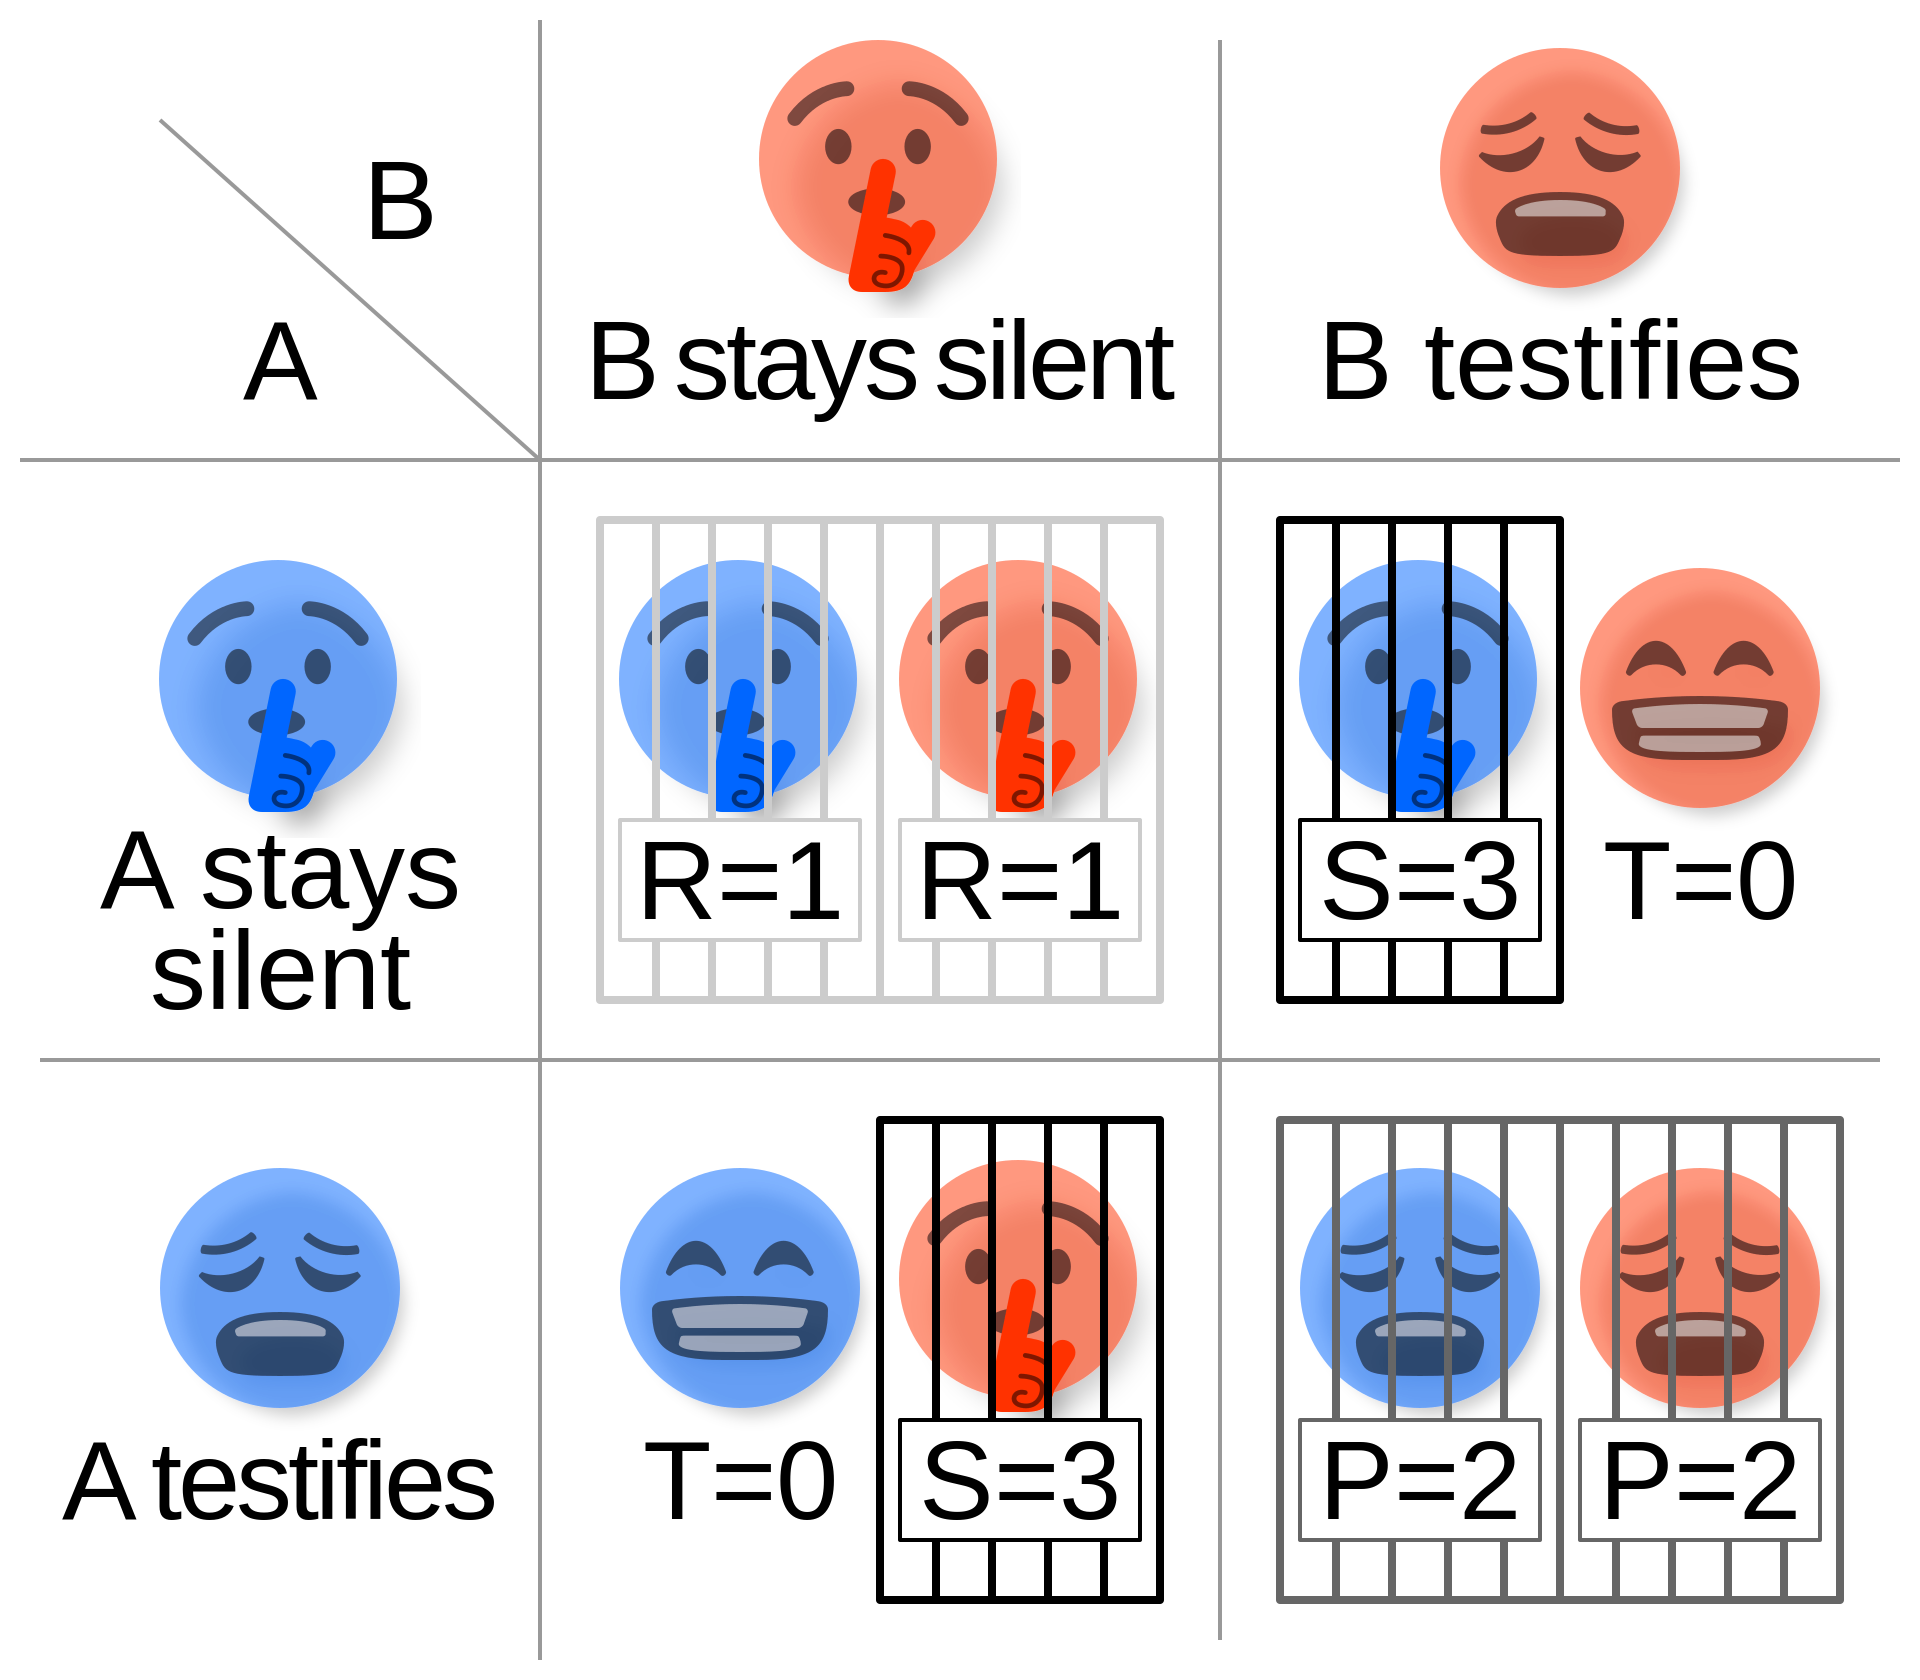 B
A
B stays silent
B testifies
A stays
silent
R=1 R=1
S=3 T=0
A testifies
T=0 S=3
P=2 P=2